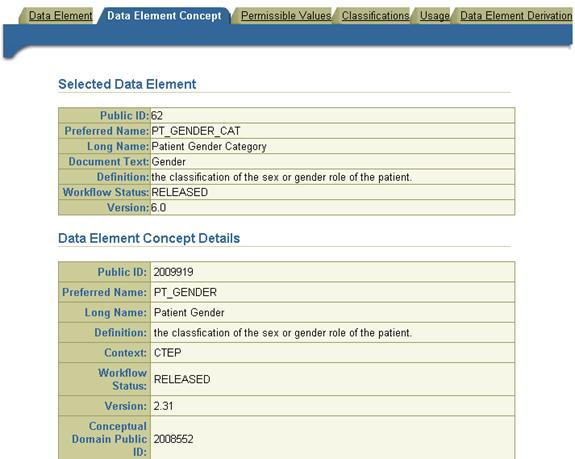 Data Element Data Element Concept Permissible Values Classifications Usage Data Element Derivation
Selected Data Element
Public ID: 62
Preferred Name: PT_GENDER_CAT
Long Name: Patient Gender Category
Document Text: Gender
Definition: the classification of the sex or gender role of the patient.
Workflow Status: RELEASED
Version: 6.0
Data Element Concept Details
Public ID: 2009919
Preferred Name: PT_GENDER
Long Name: Patient Gender
Definition: the classfication of the sex or gender role of the patient.
Context: CTEP
Workflow
Status: RELEASED
Version: 2.31
Conceptual
Domain Public 2008552
ID: